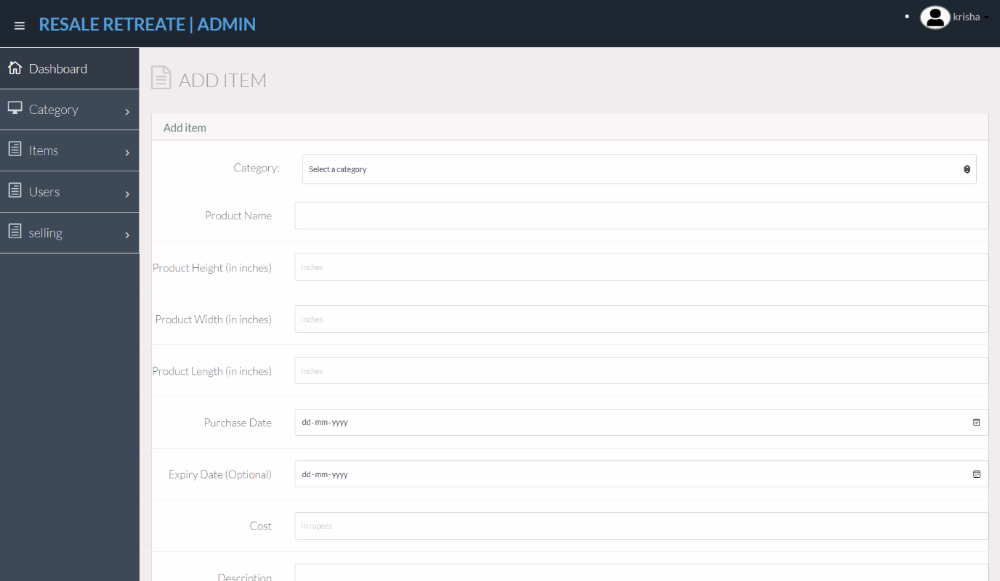 RESALE RETREATE | ADMIN
krisha
Dashboard
Category
Items
Users
selling
ADD ITEM
Add item
Category:
Select a category
Product Name
Product Height (in inches)
inches
Product Width (in inches)
inches
Product Length (in inches)
inches
Purchase Date
dd-mm-yyyy
Expiry Date (Optional)
dd-mm-yyyy
Cost
In rupees
Description